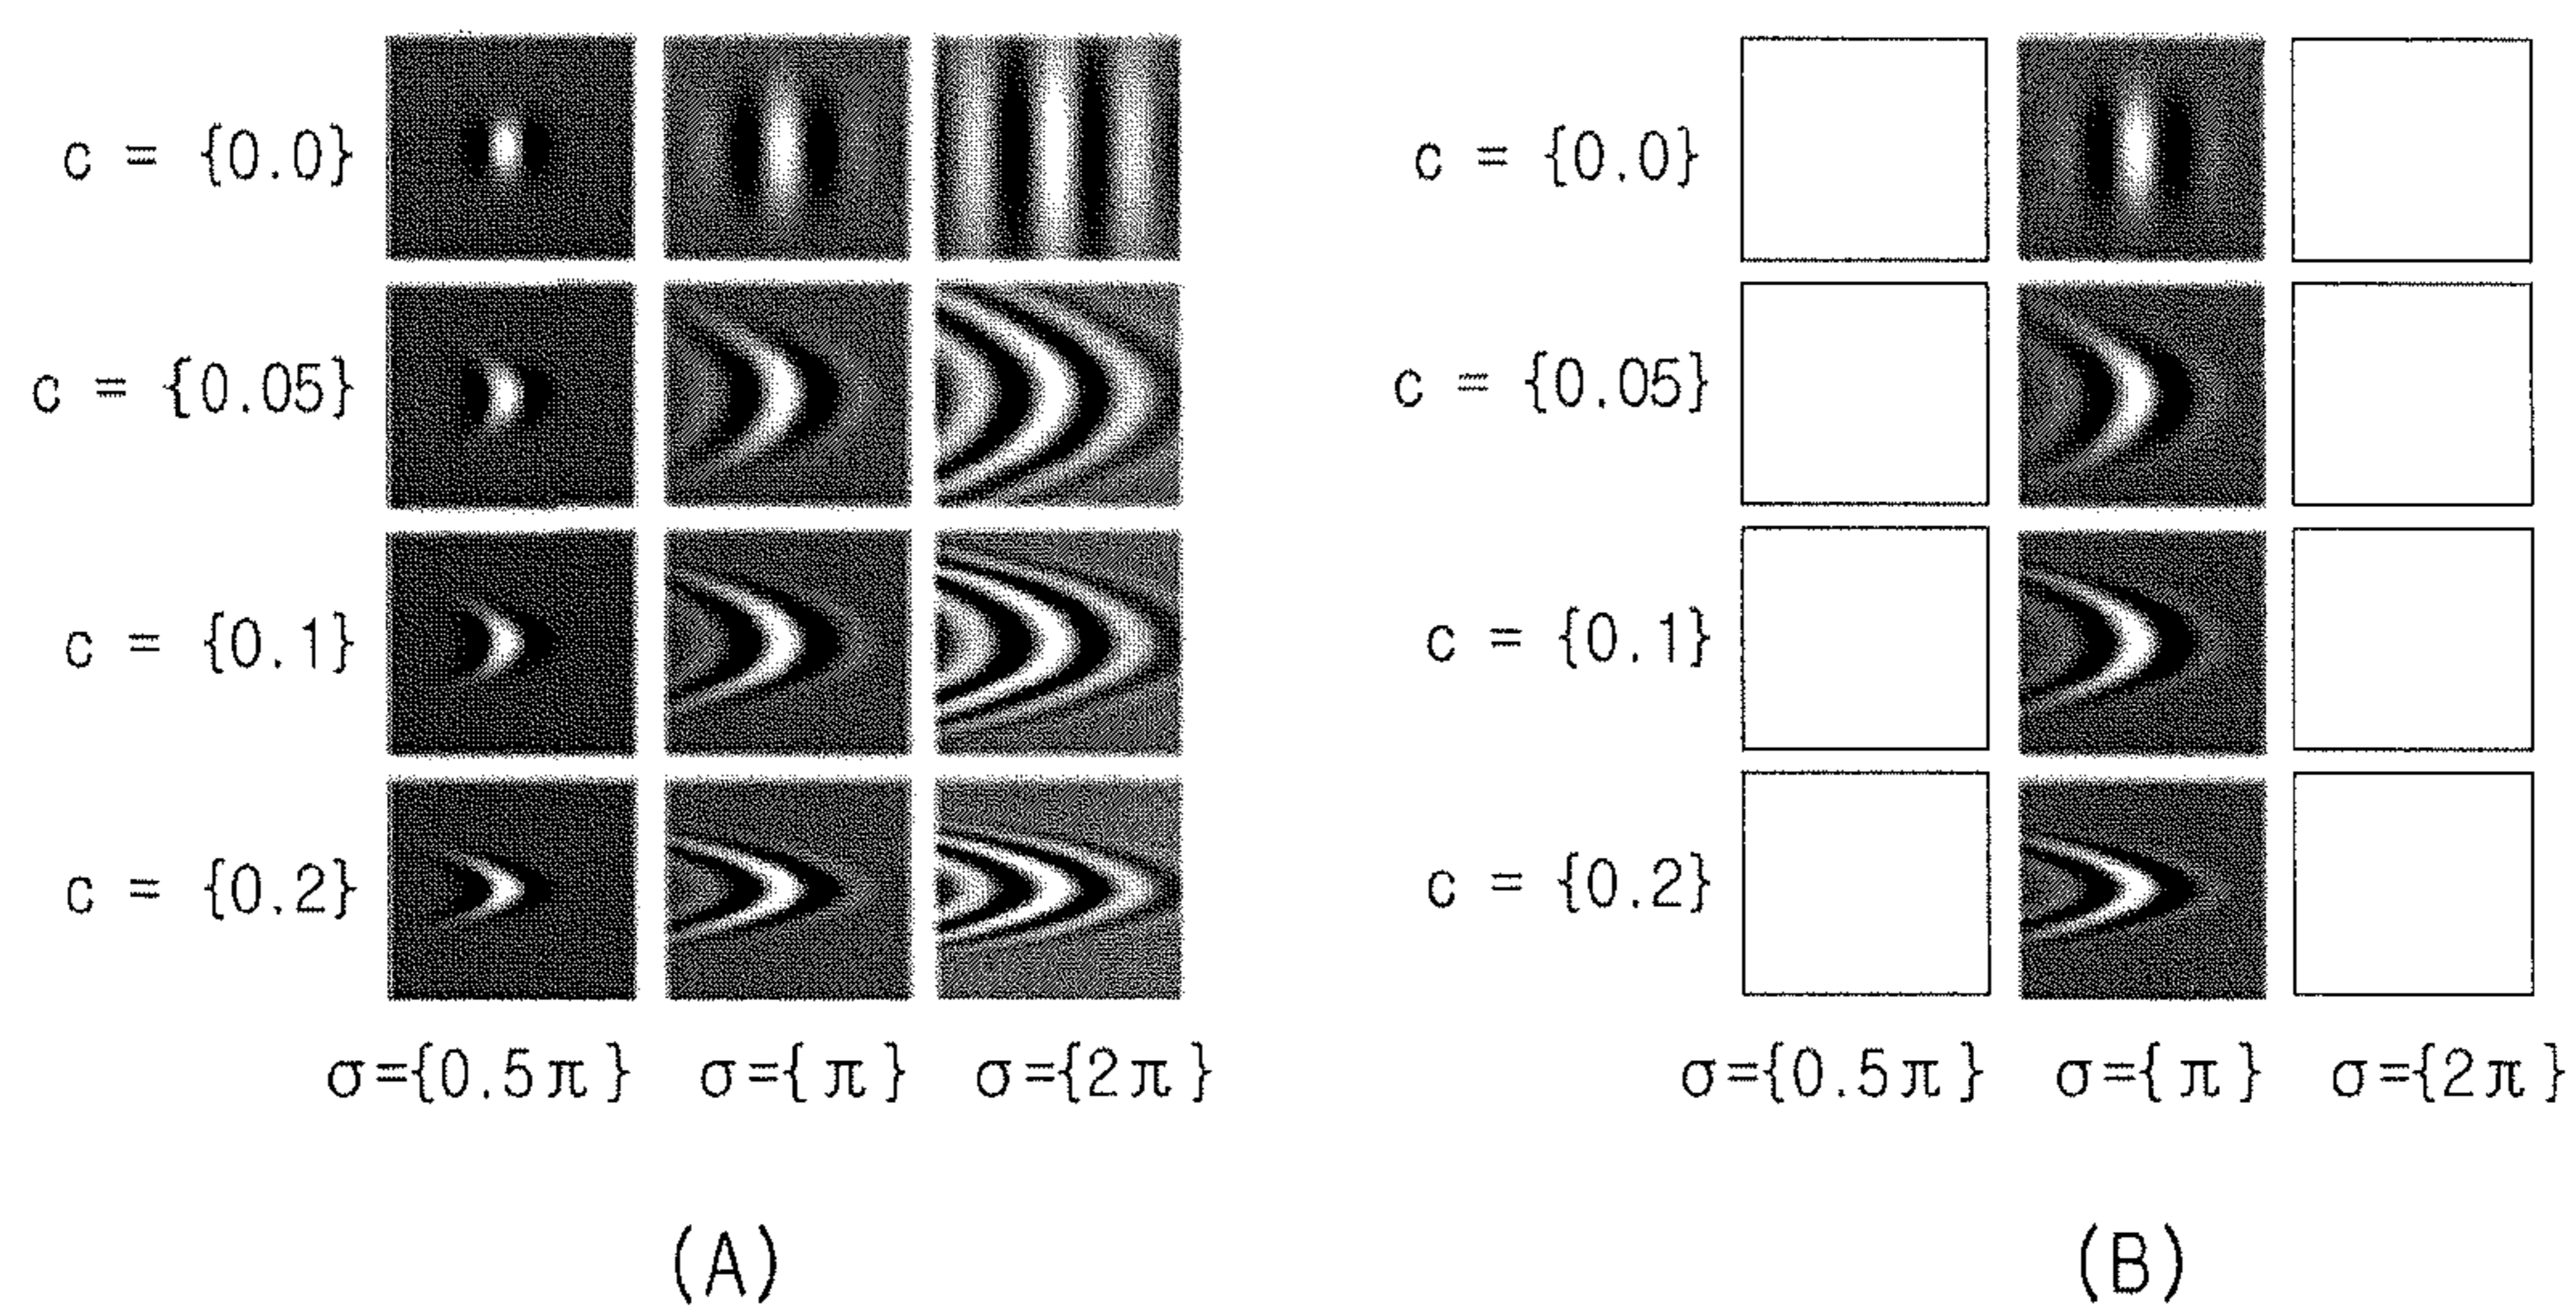 c = {0.0}
c = {0.05}
c = {0.1}
c = {0.2}
σ={0.5π} σ={π} σ={2π}
(A)
c = {0.0}
c = {0.05}
c = {0.1}
c = {0.2}
σ={0.5π} σ={π} σ={2π}
(B)